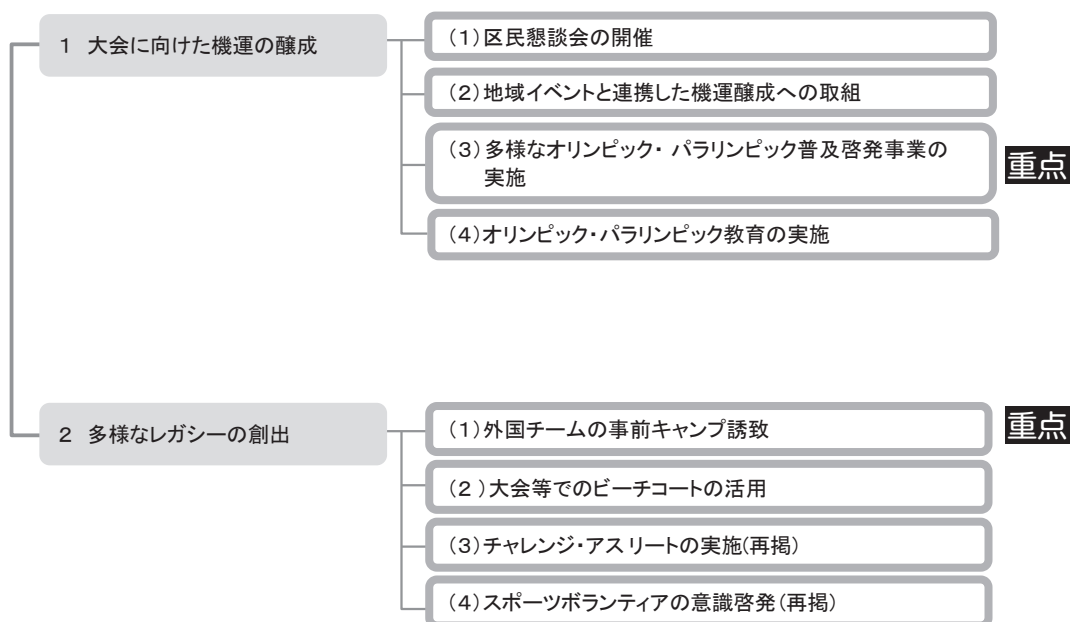 1 大会に向けた機運の醸成
(1)区民懇談会の開催
(2)地域イベントと連携した機運醸成への取組
(3)多様なオリンピック・パラリンピック普及啓発事業の
実施
重点
(4)オリンピック・パラリンピック教育の実施
2 多様なレガシーの創出
(1)外国チームの事前キャンプ誘致
重点
(2)大会等でのビーチコートの活用
(3)チャレンジ・アスリートの実施(再掲)
(4)スポーツボランティアの意識啓発(再掲)